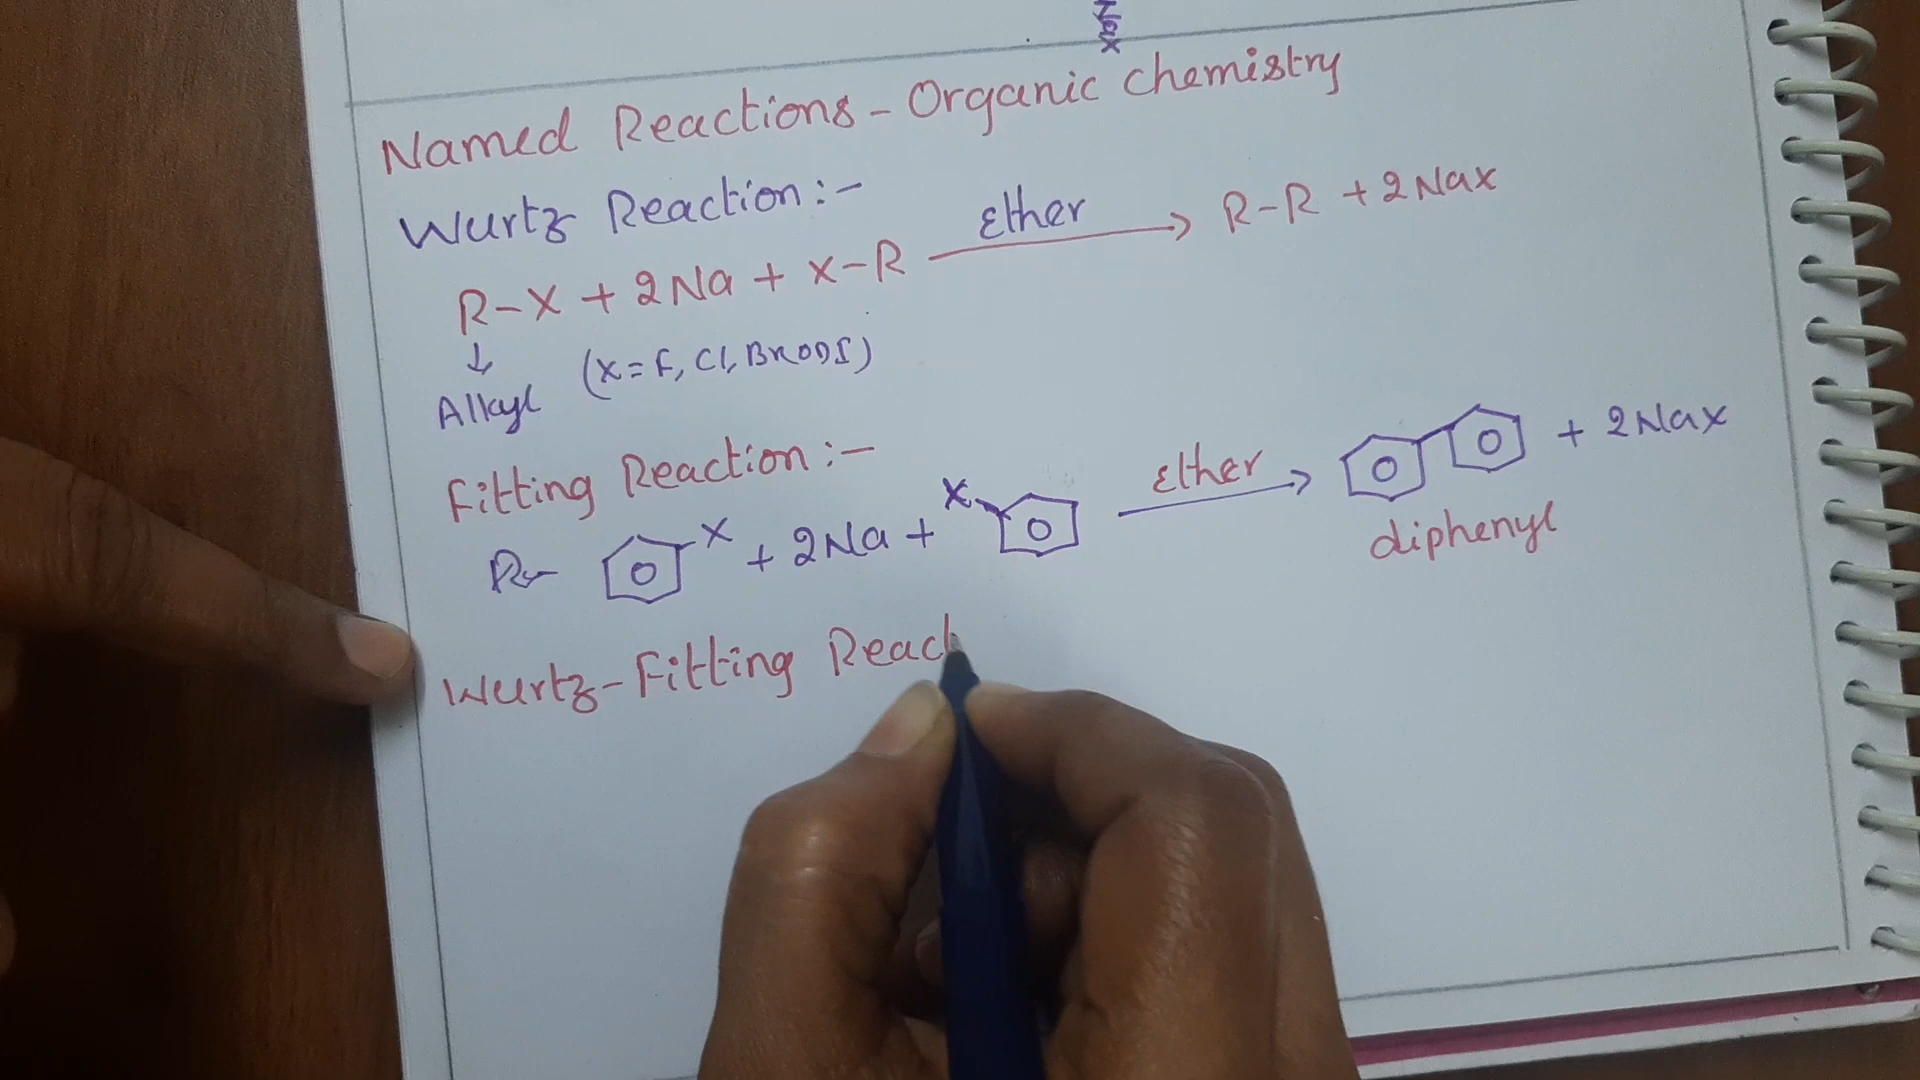 Nax
Named Reactions - Organic chemistry
Wurtz Reaction :-
R-X + 2Na + X-R Ether → R-R + 2Nax
↓
Alkyl (X = F, Cl, Br or I)
Fitting Reaction :-
X + 2Na + X Ether → + 2Nax
diphenyl
Wurtz-Fitting React